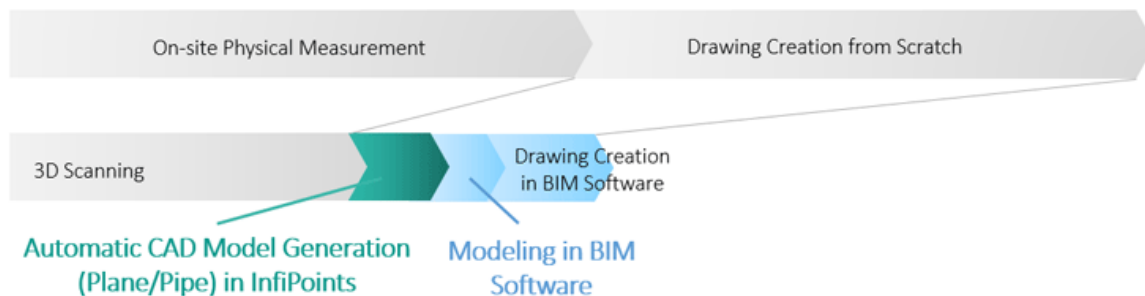 On-site Physical Measurement
Drawing Creation from Scratch
3D Scanning
Drawing Creation
in BIM Software
Automatic CAD Model Generation
(Plane/Pipe) in InfiPoints
Modeling in BIM
Software